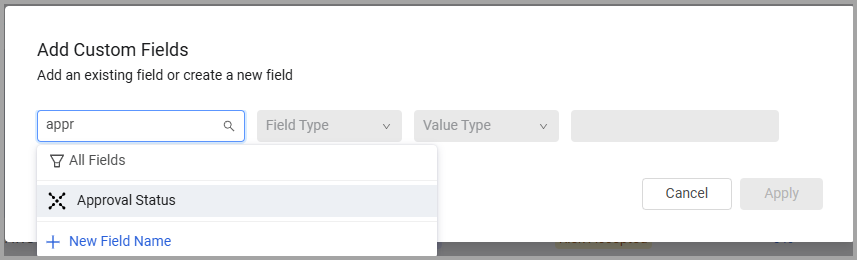 Add Custom Fields
Add an existing field or create a new field
appr
Field Type
Value Type
All Fields
Approval Status
Cancel
Apply
New Field Name